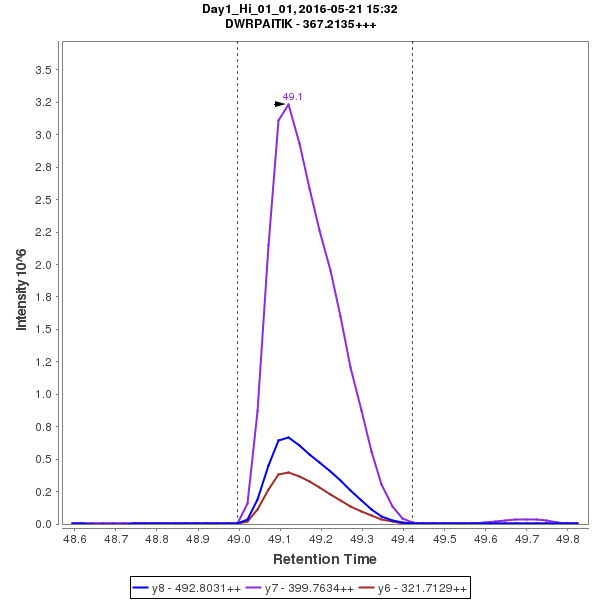 Day1_Hi_01_01, 2016-05-21 15:32
DWRPAITIK - 367.2135+++
49.1
3.5
3.2
3.0
2.8
2.5
2.2
2.0
1.8
1.5
1.2
1.0
0.8
0.5
0.2
0.0
Intensity 10^6
48.6 48.7 48.8 48.9 49.0 49.1 49.2 49.3 49.4 49.5 49.6 49.7 49.8
Retention Time
y8 - 492.8031++ y7 - 399.7634++ y6 - 321.7129++